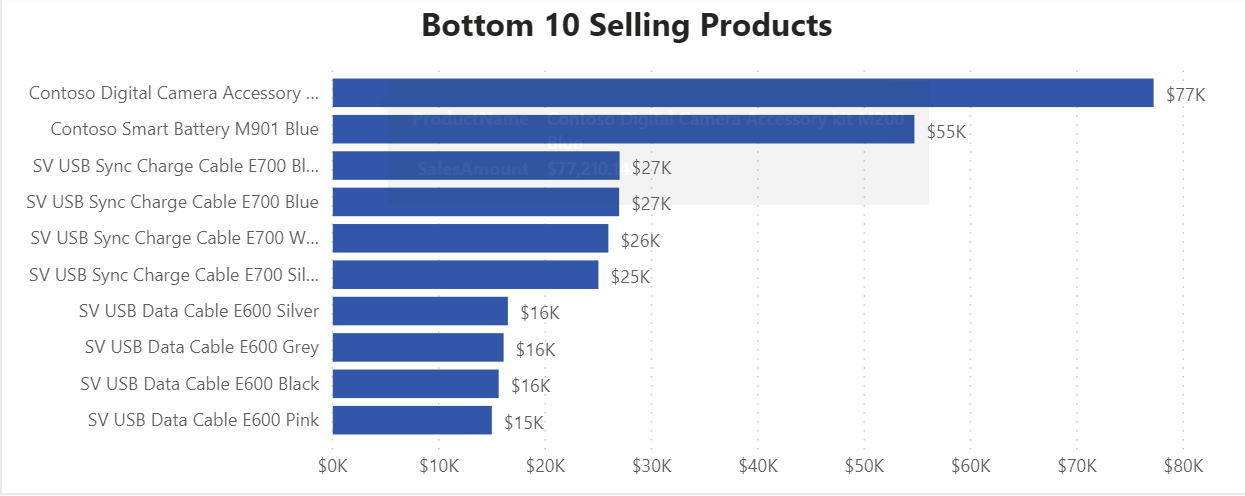 Bottom 10 Selling Products
Contoso Digital Camera Accessory ... $77K
ProductName Contoso Digital Camera Accessory kit M200
Contoso Smart Battery M901 Blue $55K
Blue
SV USB Sync Charge Cable E700 Bl... $27K
SalesAmount
SV USB Sync Charge Cable E700 Blue $27K
SV USB Sync Charge Cable E700 W... $26K
SV USB Sync Charge Cable E700 Sil... $25K
SV USB Data Cable E600 Silver $16K
SV USB Data Cable E600 Grey $16K
SV USB Data Cable E600 Black $16K
SV USB Data Cable E600 Pink $15K
$0K $10K $20K $30K $40K $50K $60K $70K $80K